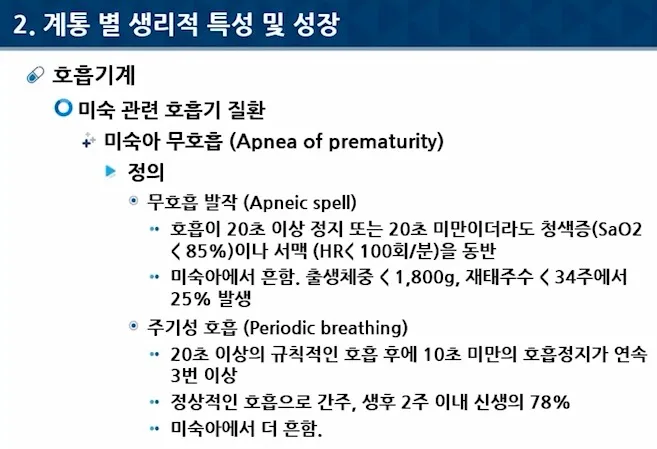 2. 계통 별 생리적 특성 및 성장
호흡기계
미숙 관련 호흡기 질환
미숙아 무호흡 (Apnea of prematurity)
정의
무호흡 발작 (Apneic spell)
호흡이 20초 이상 정지 또는 20초 미만이더라도 청색증(SaO2
< 85%)이나 서맥 (HR< 100회/분)을 동반
미숙아에서 흔함. 출생체중 < 1,800g, 재태주수 < 34주에서
25% 발생
주기성 호흡 (Periodic breathing)
20초 이상의 규칙적인 호흡 후에 10초 미만의 호흡정지가 연속
3번 이상
정상적인 호흡으로 간주, 생후 2주 이내 신생의 78%
미숙아에서 더 흔함.